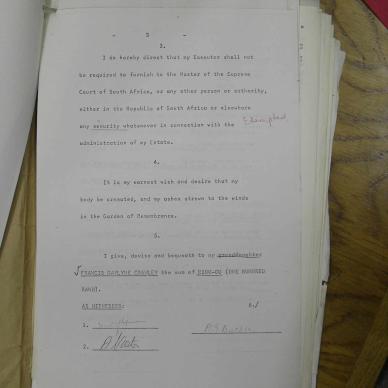 - 3 -
3.
I do hereby direct that my Executor shall not
be required to furnish to the Master of the Supreme
Court of South Africa, or any other person or authority,
either in the Republic of South Africa or elsewhere
any security whatsoever in connection with the
Exempted
administration of my Estate.
4.
It is my earnest wish and desire that my
body be cremated, and my ashes strewn to the winds
in the Garden of Remembrance.
5.
I give, devise and bequeath to my granddaughter
FRANCIS the sum of R100-00 (ONE HUNDRED
RAND).
AS WITNESSES:
6./
1.
2.